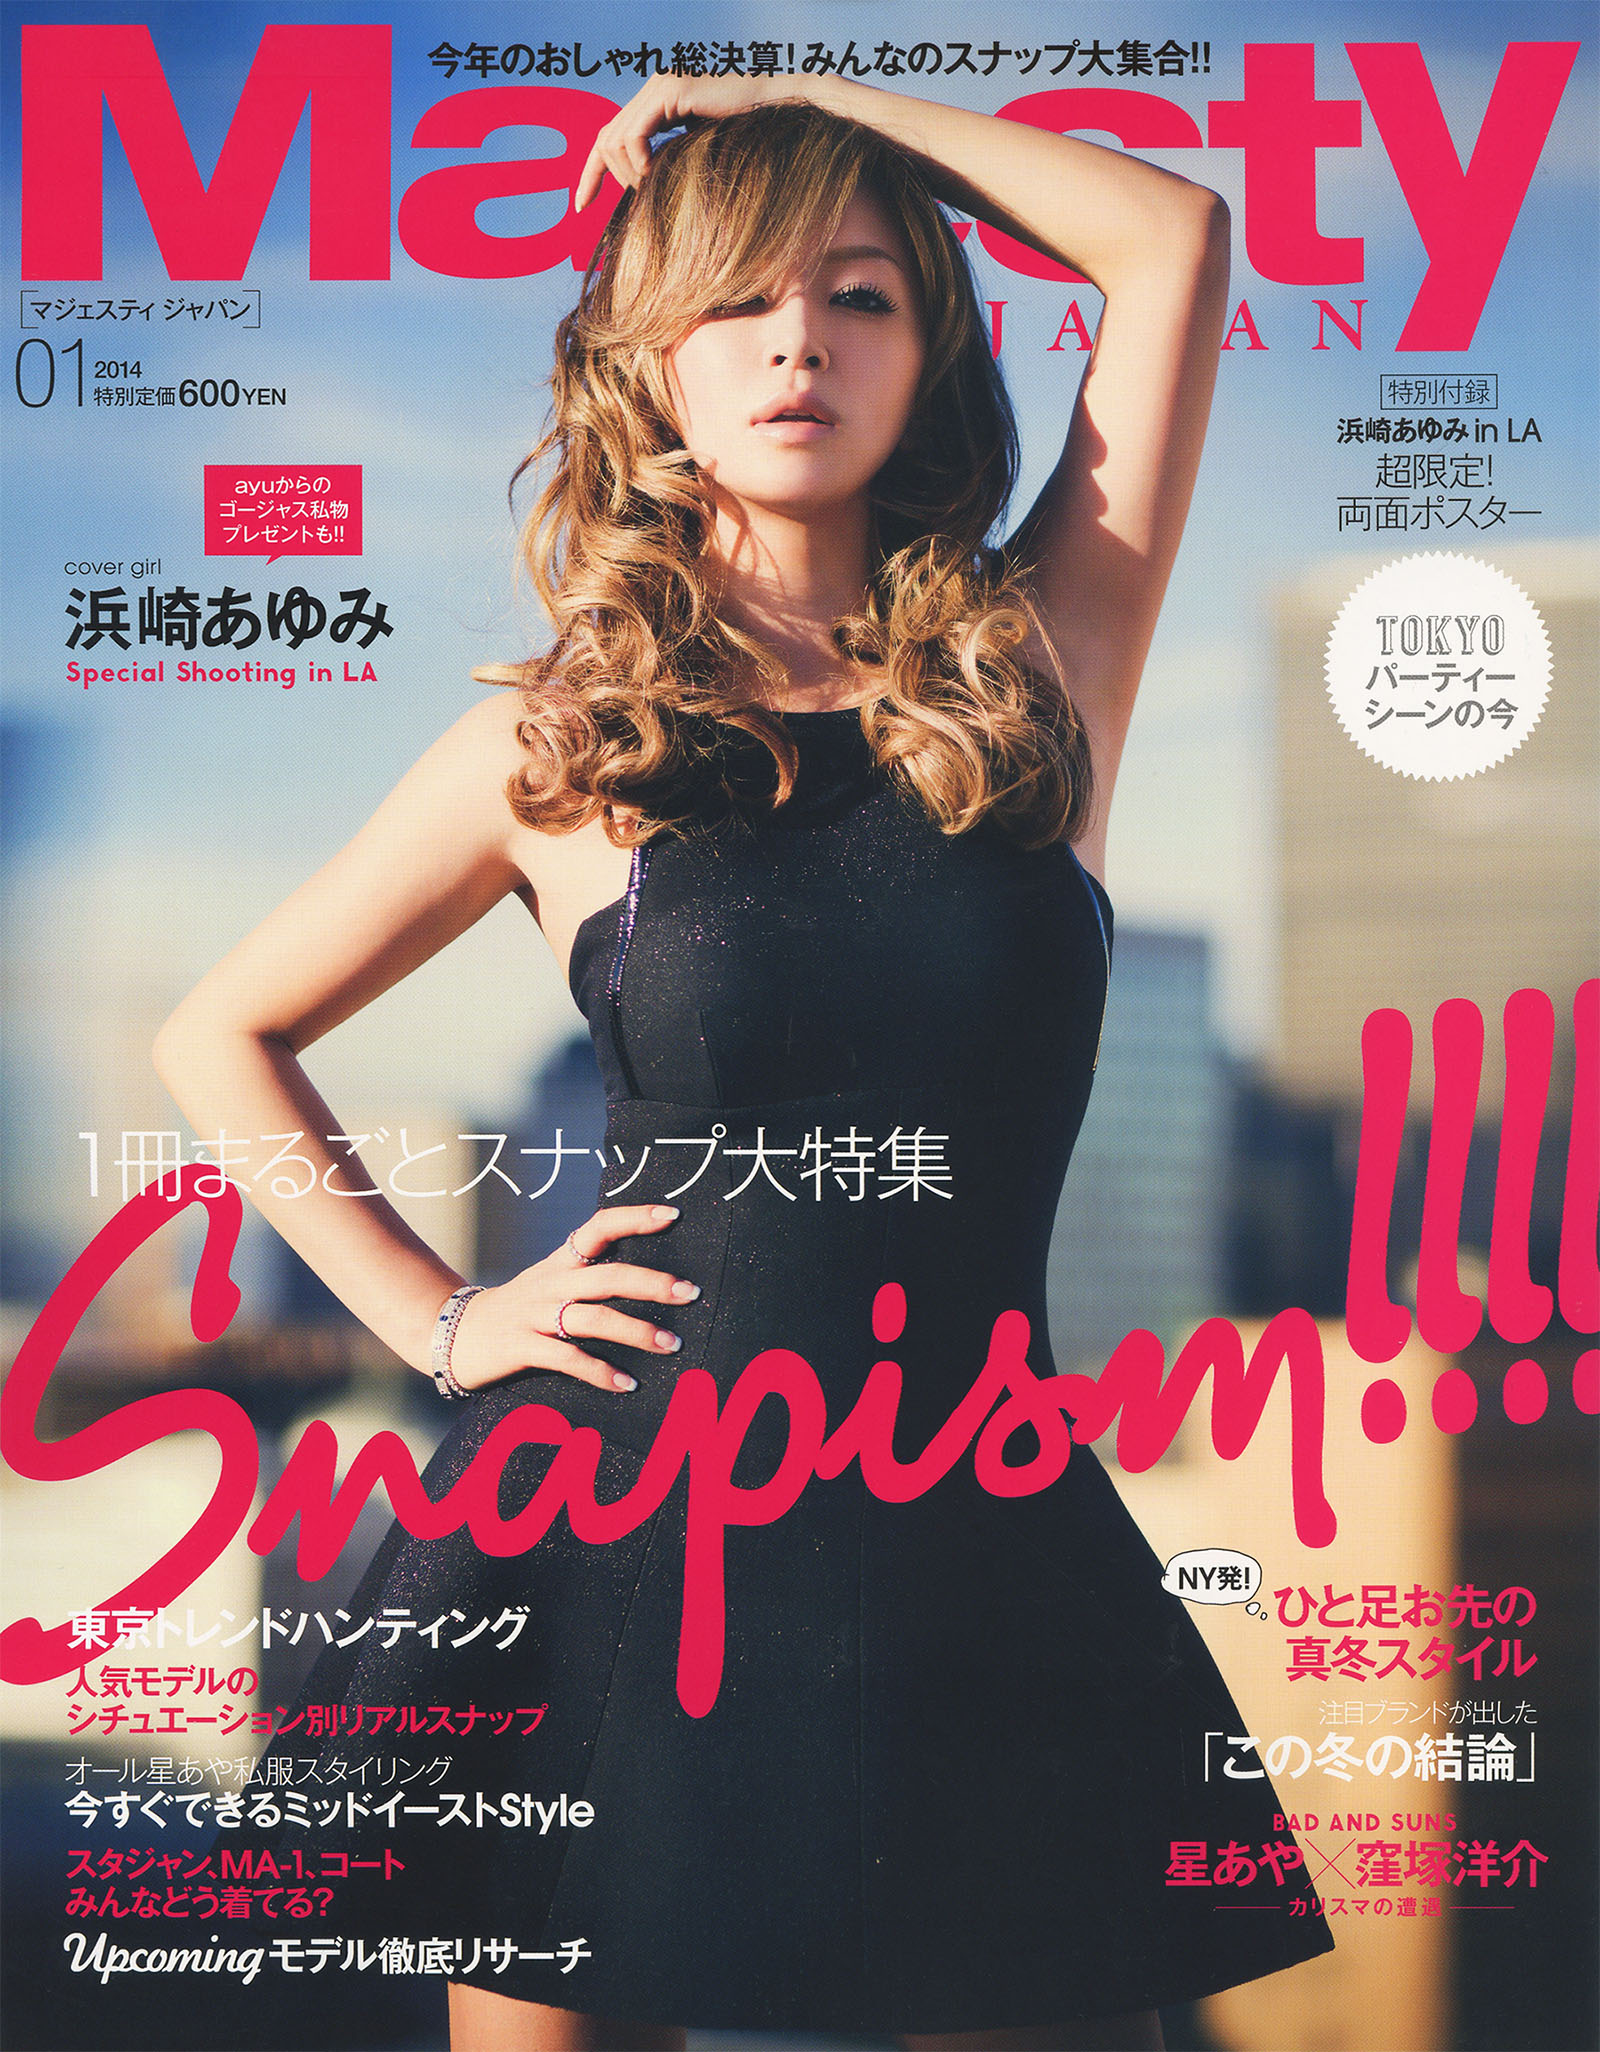 今年のおしゃれ総決算!みんなのスナップ大集合!!
Majesty
JAPAN
[マジェスティ ジャパン]
01 2014
特別定価600YEN
特別付録
浜崎あゆみ in LA
超限定!
両面ポスター
ayuからの
ゴージャス私物
プレゼントも!!
cover girl
浜崎あゆみ
Special Shooting in LA
TOKYO
パーティー
シーンの今
1冊まるごとスナップ大特集
Snapism!!!!
東京トレンドハンティング
人気モデルの
シチュエーション別リアルスナップ
オール星あや私服スタイリング
今すぐできるミッドイーストStyle
スタジャン、MA-1、コート
みんなどう着てる?
Upcomingモデル徹底リサーチ
NY発!
ひと足お先の
真冬スタイル
注目ブランドが出した
「この冬の結論」
BAD AND SUNS
星あや×窪塚洋介
カリスマの遭遇